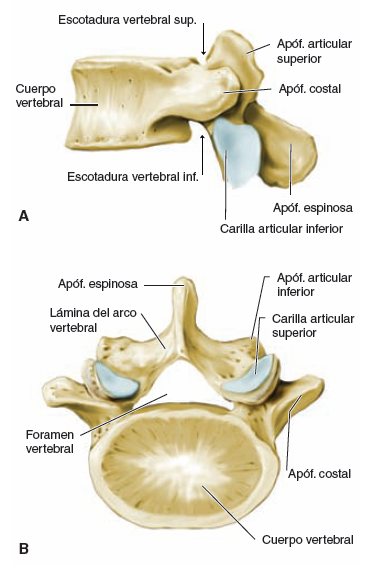 Escotadura vertebral sup.
Apóf. articular
superior
Cuerpo
vertebral
Apóf. costal
Escotadura vertebral inf.
Apóf. espinosa
A
Carilla articular inferior
Apóf. espinosa
Apóf. articular
inferior
Lámina del arco
vertebral
Carilla articular
superior
Foramen
vertebral
Apóf. costal
Cuerpo vertebral
B